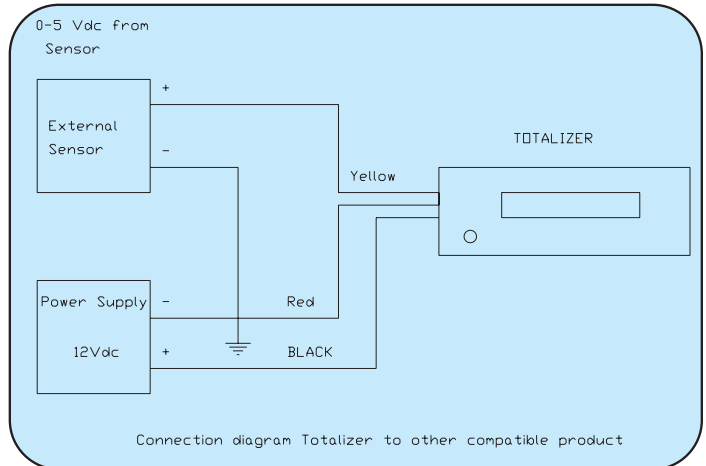 0-5 Vdc from
Sensor
+
External
Sensor
-
TOTALIZER
Yellow
Power Supply
-
Red
12Vdc
+
BLACK
Connection diagram Totalizer to other compatible product